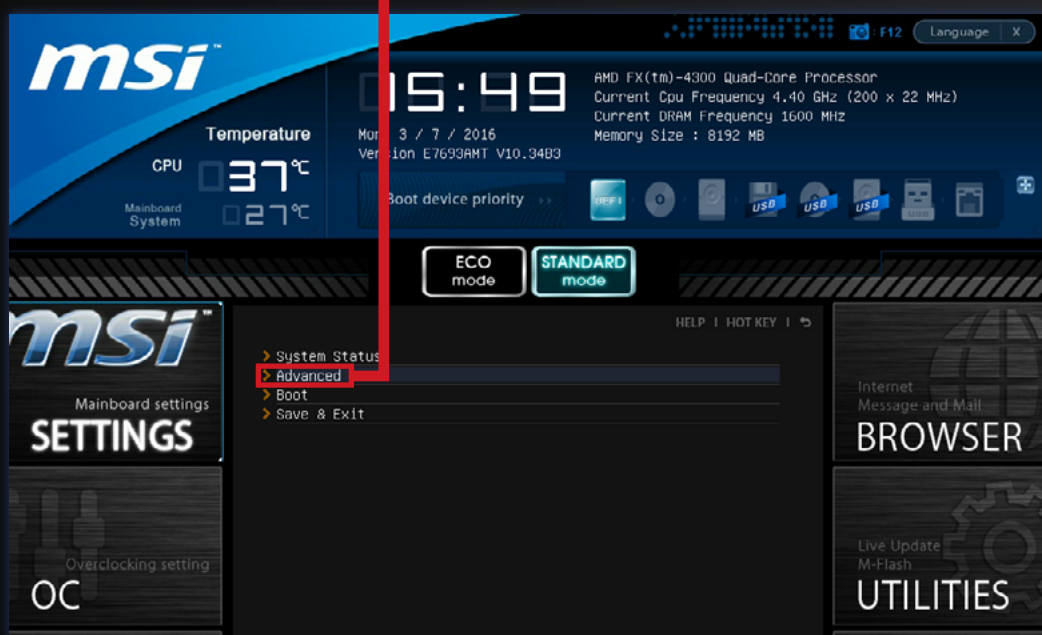 msi™
: F12 Language X
15:49
AMD FX(tm)-4300 Quad-Core Processor
Current Cpu Frequency 4.40 GHz (200 x 22 MHz)
Current DRAM Frequency 1600 MHz
Memory Size : 8192 MB
3 / 7 / 2016
Version E7693AMT V10.34B3
Temperature
CPU 37°C
Mainboard
System 27°C
Boot device priority
UEFI USB USB USB USB
ECO
mode
STANDARD
mode
HELP | HOT KEY |
msi™
Mainboard settings
SETTINGS
> System Status
> Advanced
> Boot
> Save & Exit
Internet
Message and Mail
BROWSER
Overclocking setting
OC
Live Update
M-Flash
UTILITIES